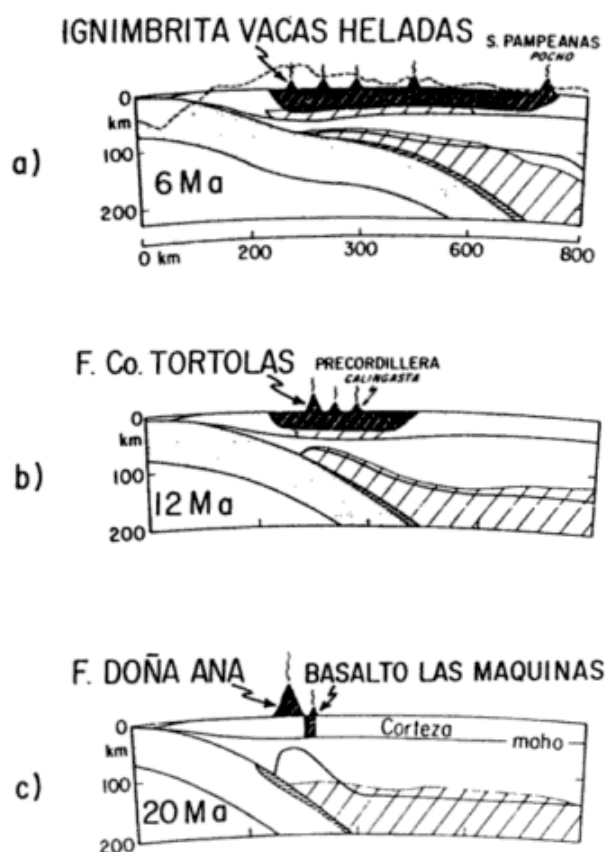 IGNIMBRITA VACAS HELADAS
S. PAMPEANAS
POCHO
0
km
100
200
a)
6 Ma
0 km
200
300
600
800
F. Co. TORTOLAS
PRECORDILLERA
CALINGASTA
0
km
100
200
b)
12 Ma
F. DOÑA ANA
BASALTO LAS MAQUINAS
0
km
100
200
Corteza
moho
c)
20 Ma